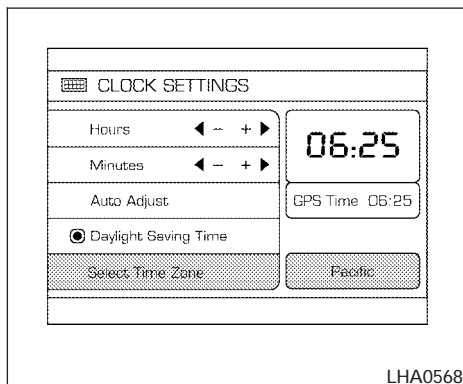 CLOCK SETTINGS
Hours - +
Minutes - +
06:25
Auto Adjust
GPS Time 06:25
Daylight Saving Time
Select Time Zone
Pacific
LHA0568